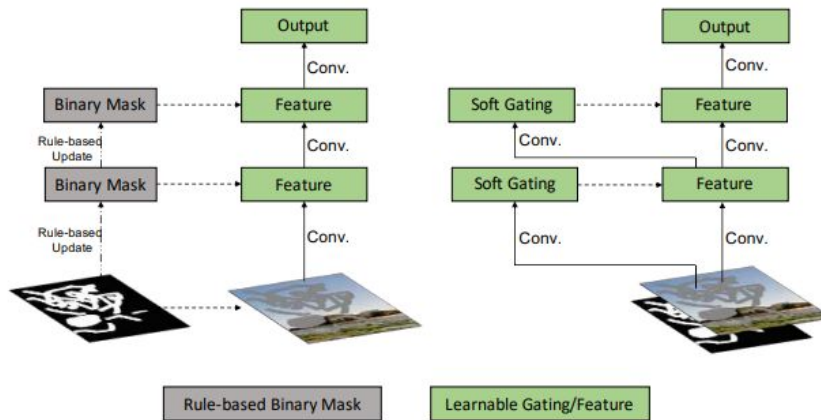 Output
Output
Conv.
Conv.
Binary Mask
Feature
Soft Gating
Feature
Rule-based
Update
Conv.
Conv.
Conv.
Binary Mask
Feature
Soft Gating
Feature
Rule-based
Update
Conv.
Conv.
Conv.
Rule-based Binary Mask
Learnable Gating/Feature